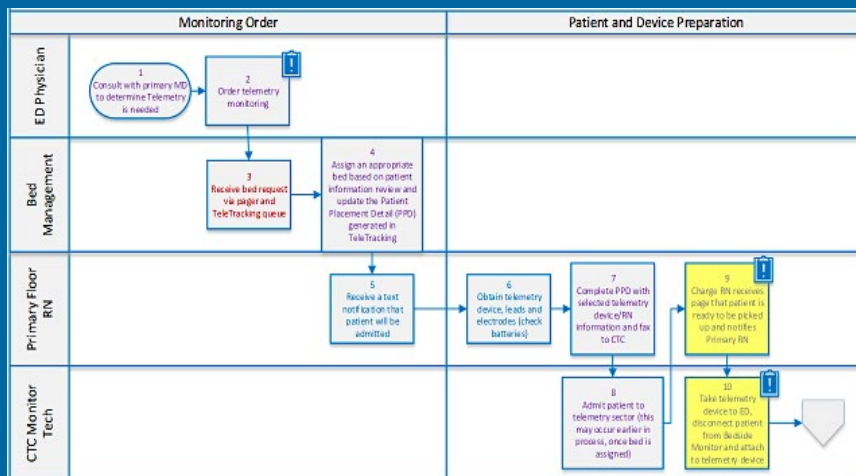 Monitoring Order
Patient and Device Preparation
ED Physician
1
Consult with primary MD
to determine Telemetry
is needed
2
Order telemetry
monitoring
Bed
Management
3
Receive bed request
via pager and
TeleTracking queue
4
Assign an appropriate
bed based on patient
information review and
update the Patient
Placement Detail (PPD)
generated in
TeleTracking
Primary Floor
RN
5
Receive a text
notification that
patient will be
admitted
6
Obtain telemetry
device, leads and
electrodes (check
batteries)
7
Complete PPD with
selected telemetry
device/RN
information and fax
to CTC
9
Charge RN receives
page that patient is
ready to be picked
up and notifies
Primary RN
CTC Monitor
Tech
8
Admit patient to
telemetry sector (this
may occur earlier in
process, once bed is
assigned)
10
Take telemetry
device to ED,
disconnect patient
from Bedside
Monitor and attach
to telemetry device